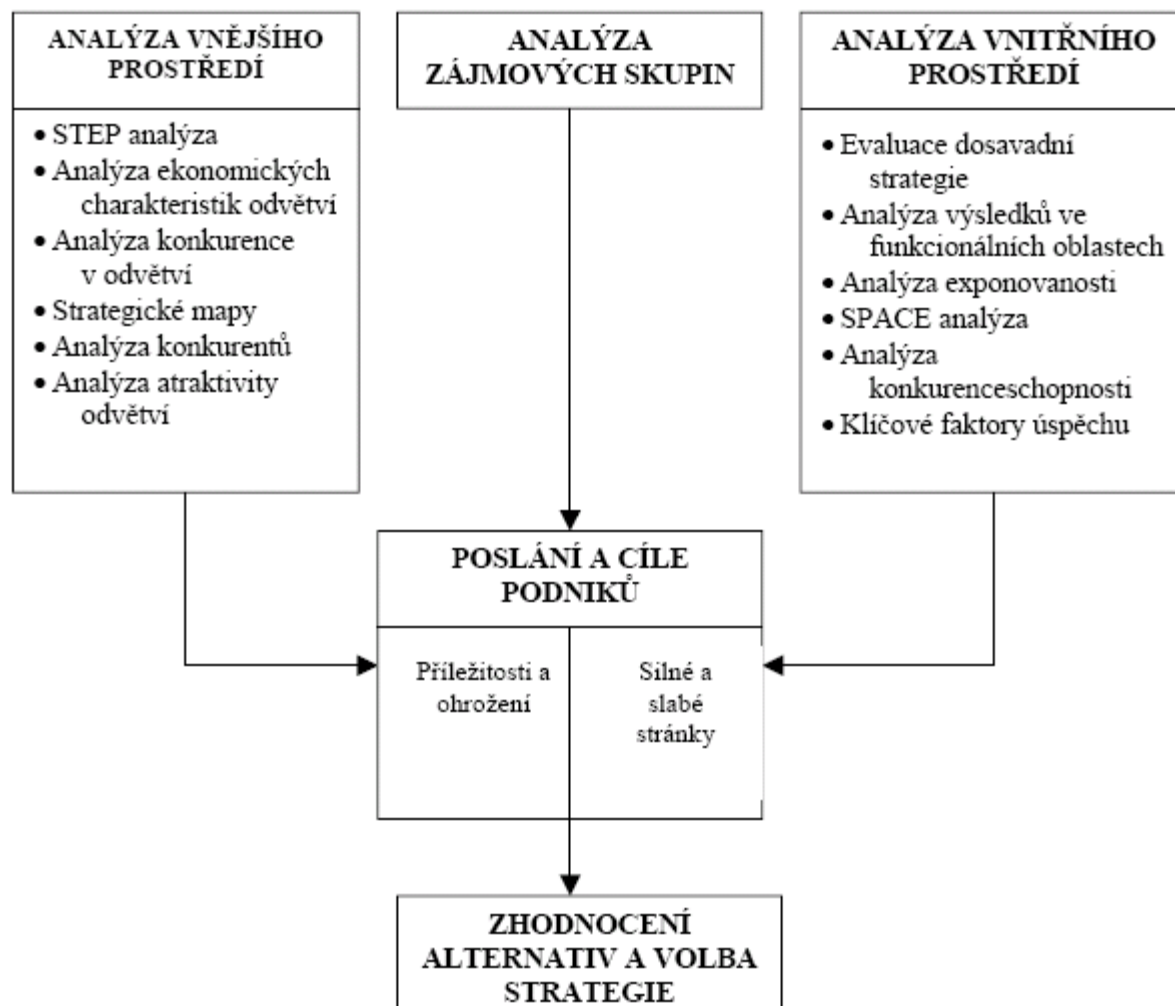 ANALÝZA VNĚJŠÍHO
PROSTŘEDÍ
• STEP analýza
• Analýza ekonomických
charakteristik odvětví
• Analýza konkurence
v odvětví
• Strategické mapy
• Analýza konkurentů
• Analýza atraktivity
odvětví
ANALÝZA
ZÁJMOVÝCH SKUPIN
ANALÝZA VNITŘNÍHO
PROSTŘEDÍ
• Evaluace dosavadní
strategie
• Analýza výsledků ve
funkcionálních oblastech
• Analýza exponovanosti
• SPACE analýza
• Analýza
konkurenceschopnosti
• Klíčové faktory úspěchu
POSLÁNÍ A CÍLE
PODNIKŮ
Příležitosti a
ohrožení
Silné a
slabé
stránky
ZHODNOCENÍ
ALTERNATIV A VOLBA
STRATEGIE